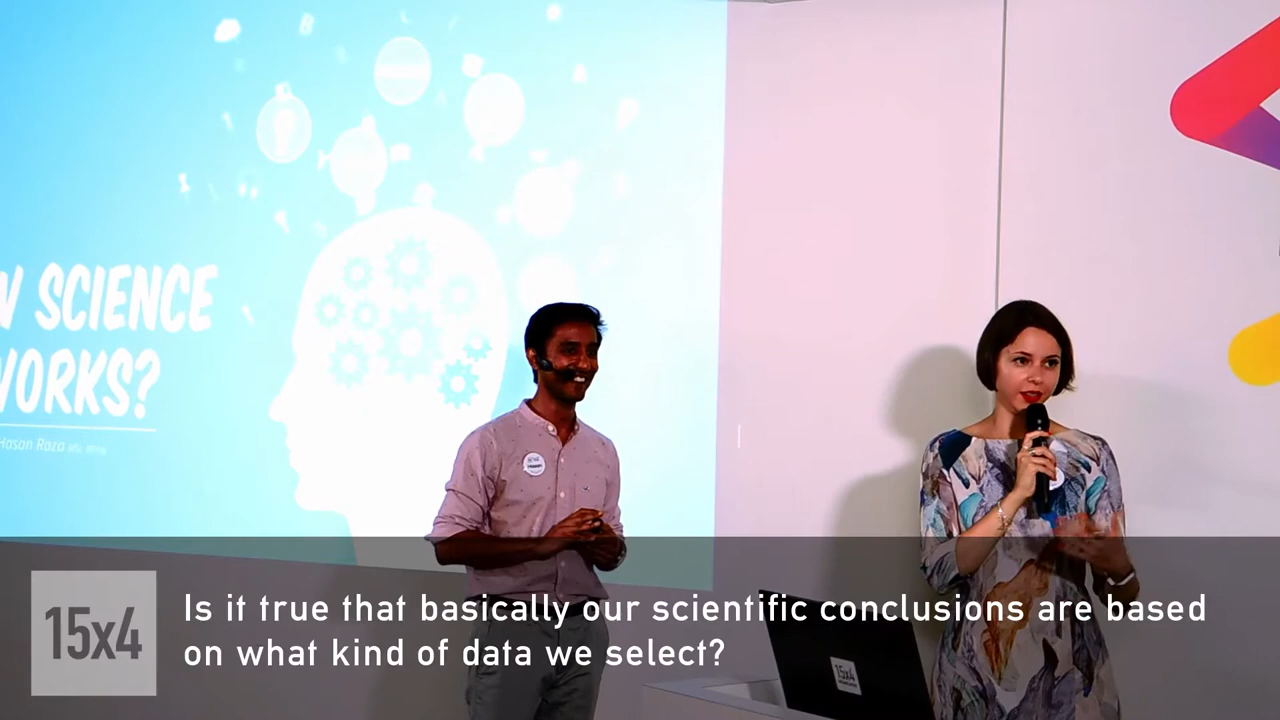 W SCIENCE
WORKS?
Hasan Raza
15x4
Is it true that basically our scientific conclusions are based
on what kind of data we select?
15x4